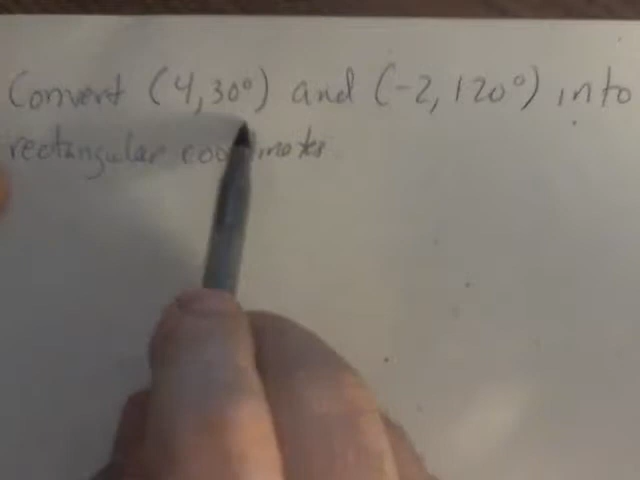 Convert (4,30°) and (-2, 120°) into
rectangular